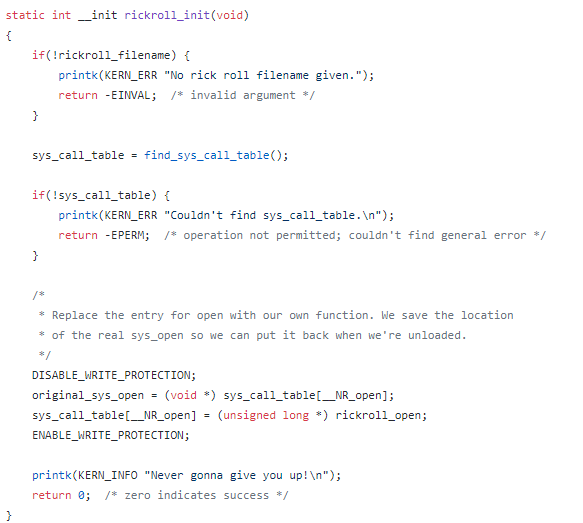 static int __init rickroll_init(void)
{
    if(!rickroll_filename) {
        printk(KERN_ERR "No rick roll filename given.");
        return -EINVAL;  /* invalid argument */
    }

    sys_call_table = find_sys_call_table();

    if(!sys_call_table) {
        printk(KERN_ERR "Couldn't find sys_call_table.\n");
        return -EPERM;  /* operation not permitted; couldn't find general error */
    }

    /*
     * Replace the entry for open with our own function. We save the location
     * of the real sys_open so we can put it back when we're unloaded.
     */
    DISABLE_WRITE_PROTECTION;
    original_sys_open = (void *) sys_call_table[__NR_open];
    sys_call_table[__NR_open] = (unsigned long *) rickroll_open;
    ENABLE_WRITE_PROTECTION;

    printk(KERN_INFO "Never gonna give you up!\n");
    return 0;  /* zero indicates success */
}